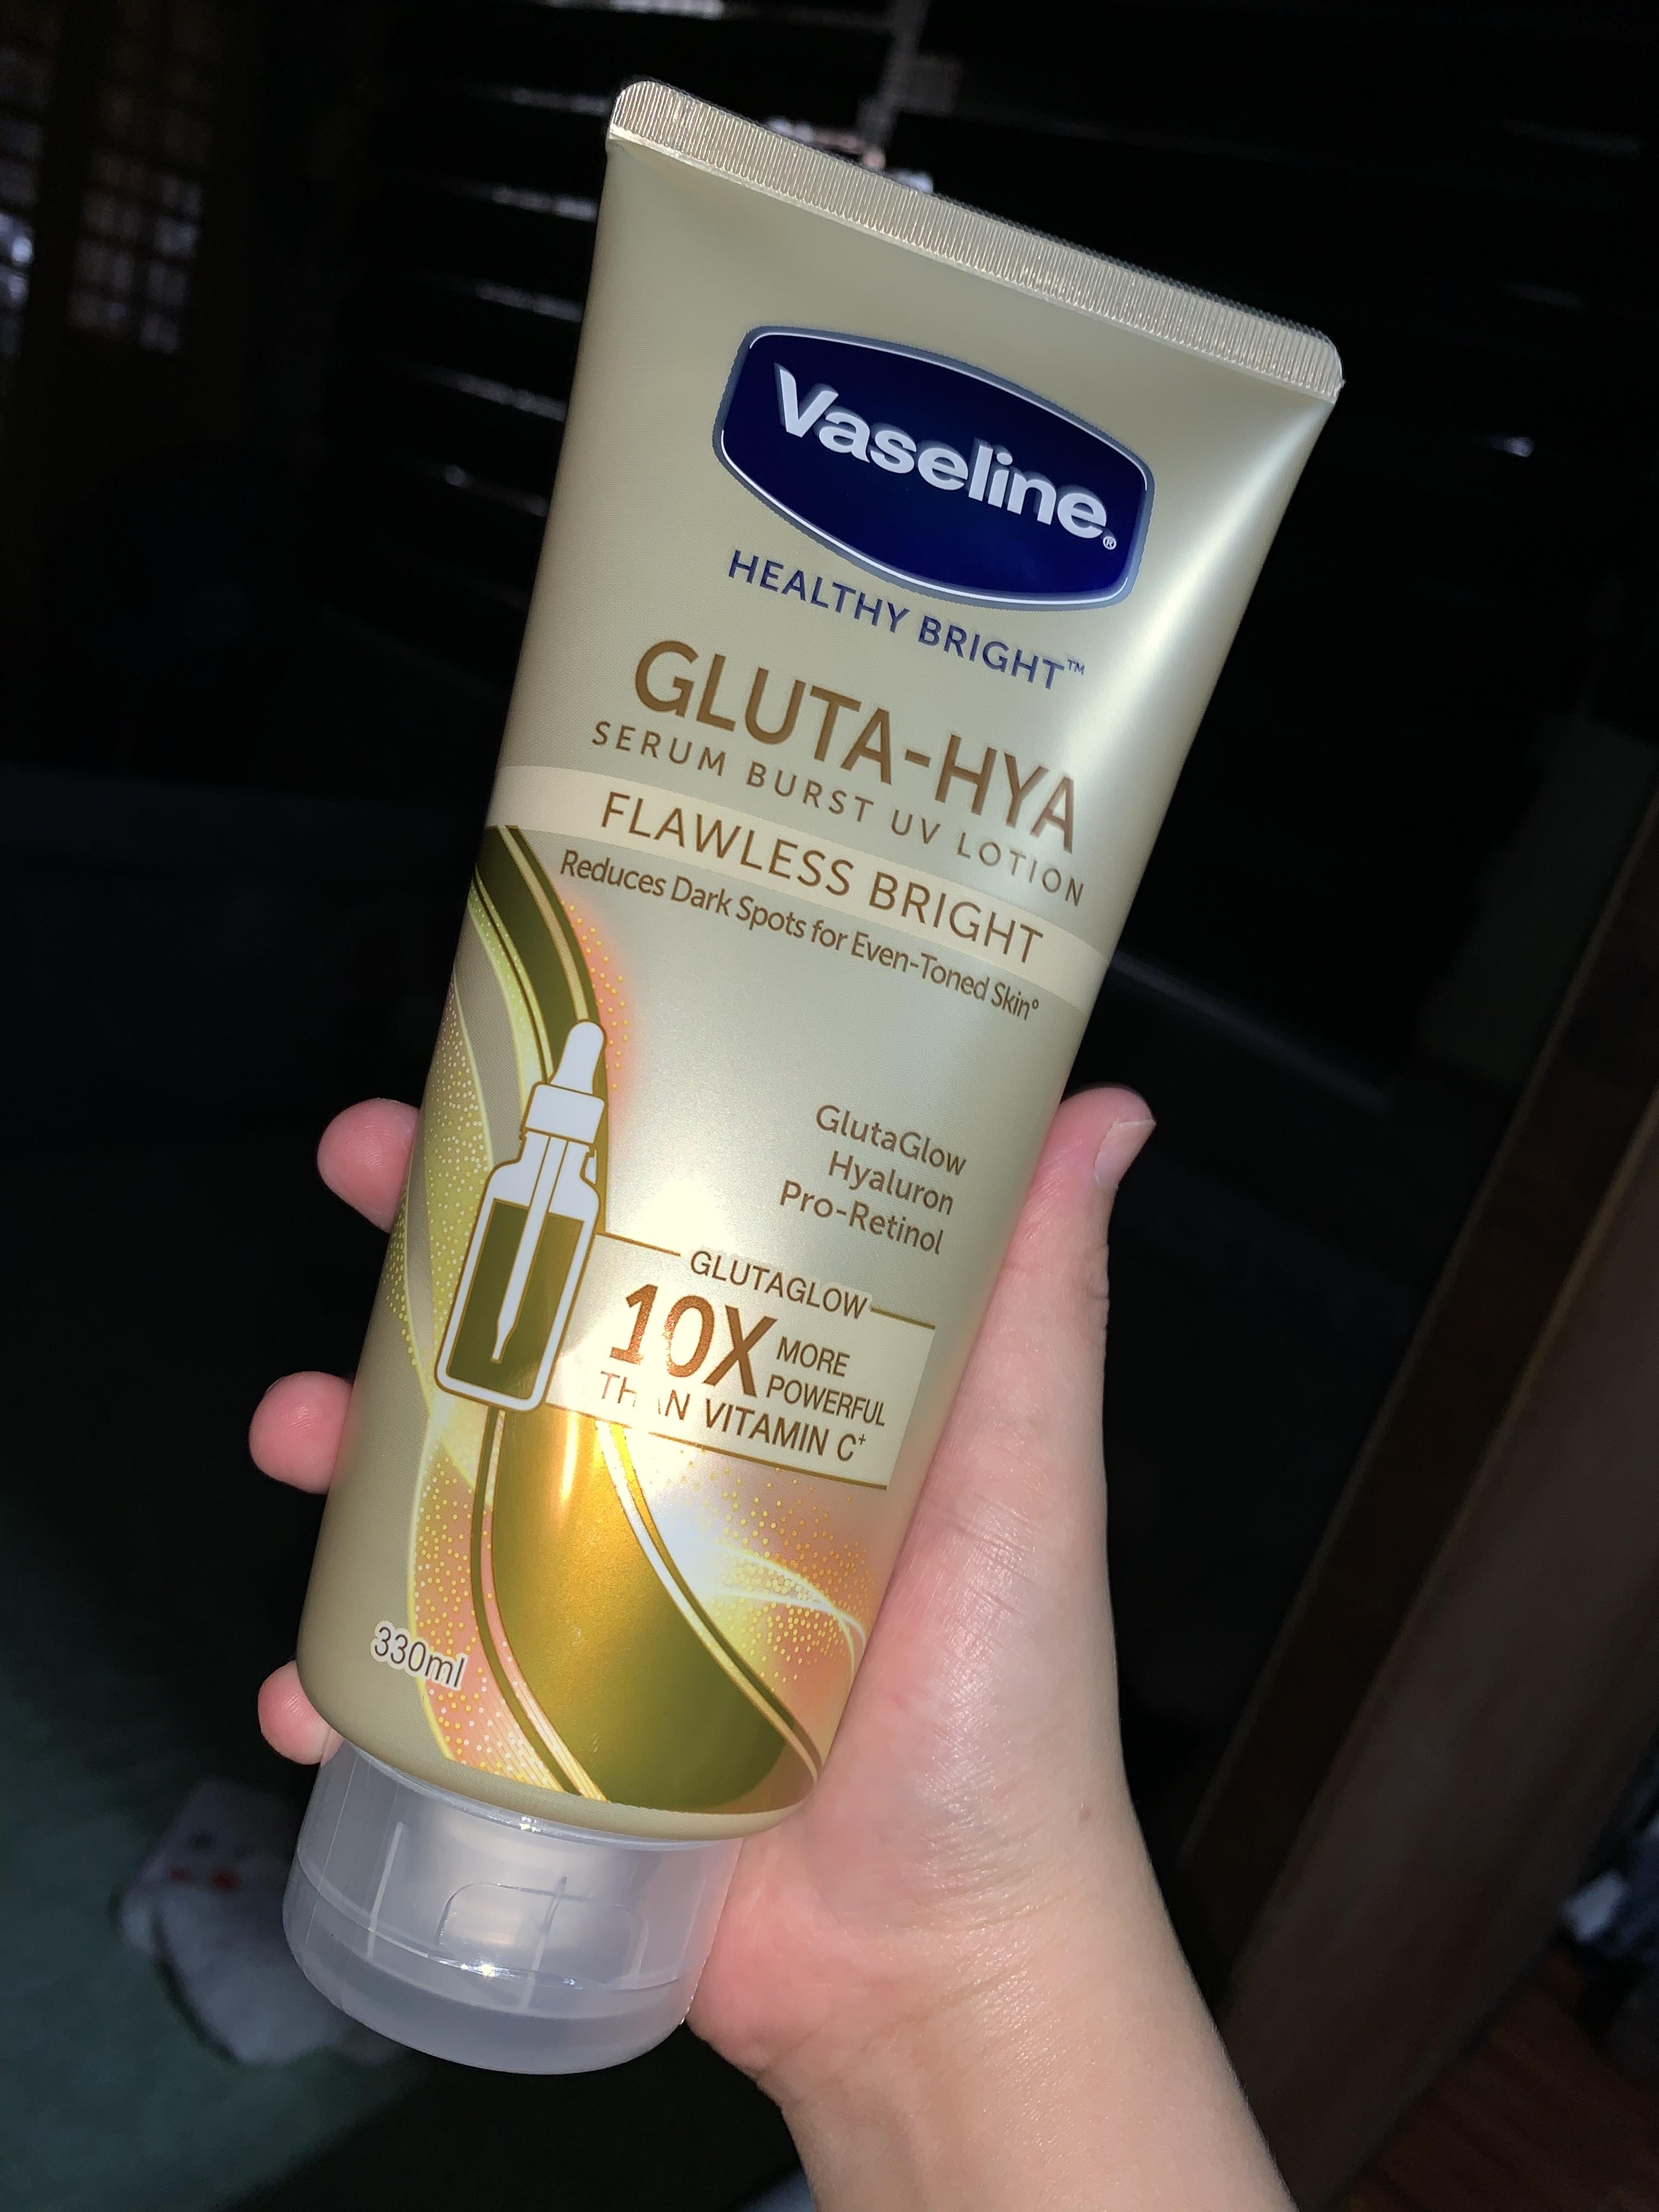 Vaseline®
HEALTHY BRIGHT™
GLUTA-HYA
SERUM BURST UV LOTION
FLAWLESS BRIGHT
Reduces Dark Spots for Even-Toned Skin°
GlutaGlow
Hyaluron
Pro-Retinol
GLUTAGLOW
10X MORE POWERFUL
THAN VITAMIN C⁺
330ml